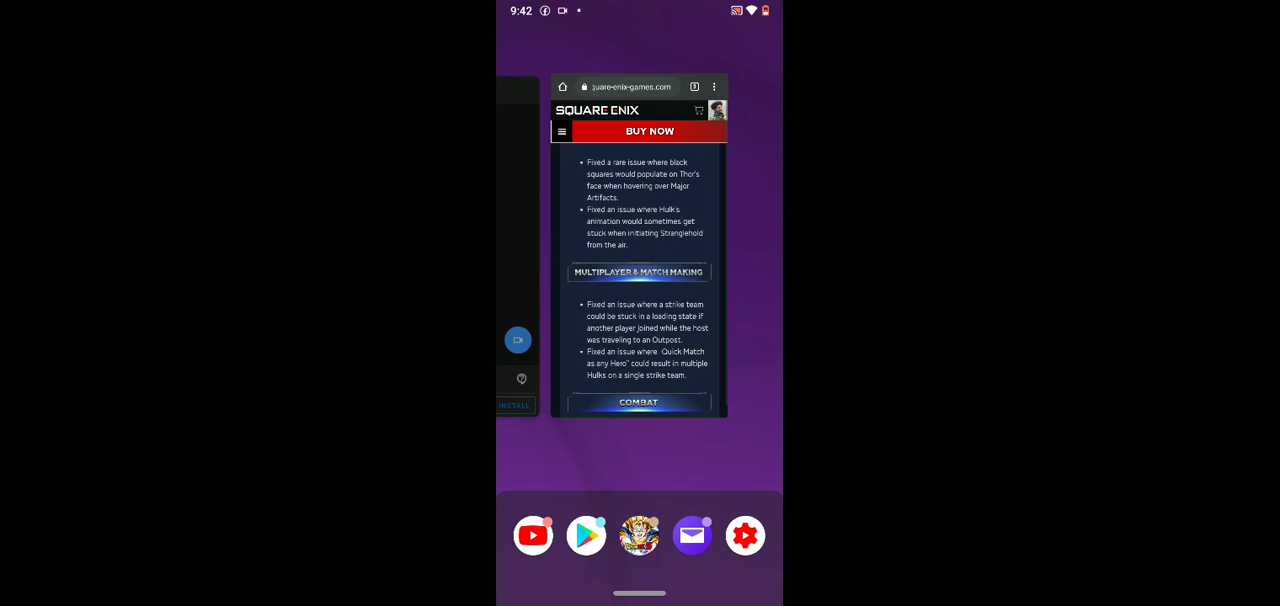 9:42
quare-enix-games.com
3
SQUARE ENIX
BUY NOW
• Fixed a rare issue where black
squares would populate on Thor's
face when hovering over Major
Artifacts.
• Fixed an issue where Hulk's
animation would sometimes get
stuck when initiating Stranglehold
from the air.
MULTIPLAYER & MATCH MAKING
• Fixed an issue where a strike team
could be stuck in a loading state if
another player joined while the host
was traveling to an Outpost.
• Fixed an issue where Quick Match
as any Hero" could result in multiple
Hulks on a single strike team.
COMBAT
INSTALL